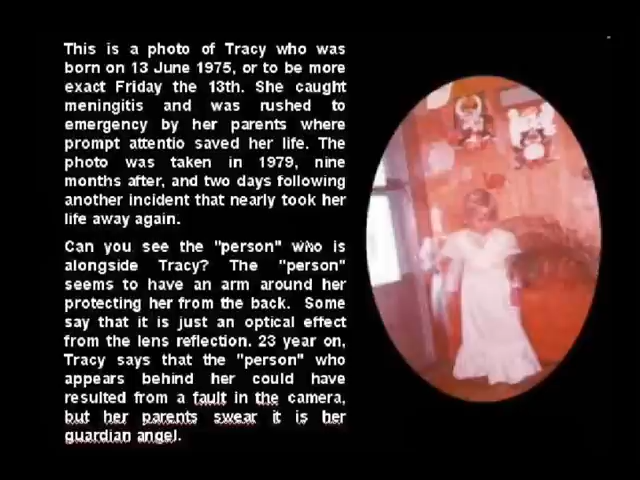 This is a photo of Tracy who was
born on 13 June 1975, or to be more
exact Friday the 13th. She caught
meningitis and was rushed to
emergency by her parents where
prompt attentio saved her life. The
photo was taken in 1979, nine
months after, and two days following
another incident that nearly took her
life away again.
Can you see the "person" who is
alongside Tracy? The "person"
seems to have an arm around her
protecting her from the back. Some
say that it is just an optical effect
from the lens reflection. 23 year on,
Tracy says that the "person" who
appears behind her could have
resulted from a fault in the camera,
but her parents swear it is her
guardian angel.